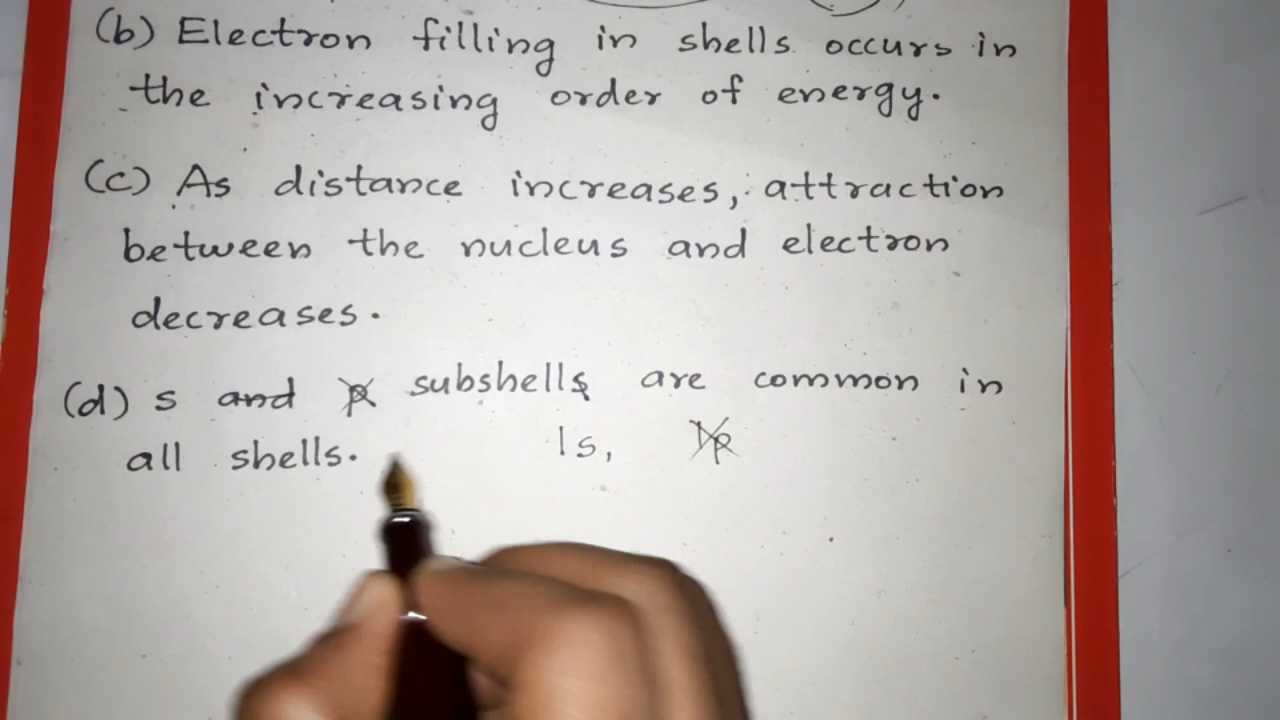 (b) Electron filling in shells occurs in
the increasing order of energy.
(c) As distance increases, attraction
between the nucleus and electron
decreases.
(d) s and p subshells are common in
all shells. 1s, 1p